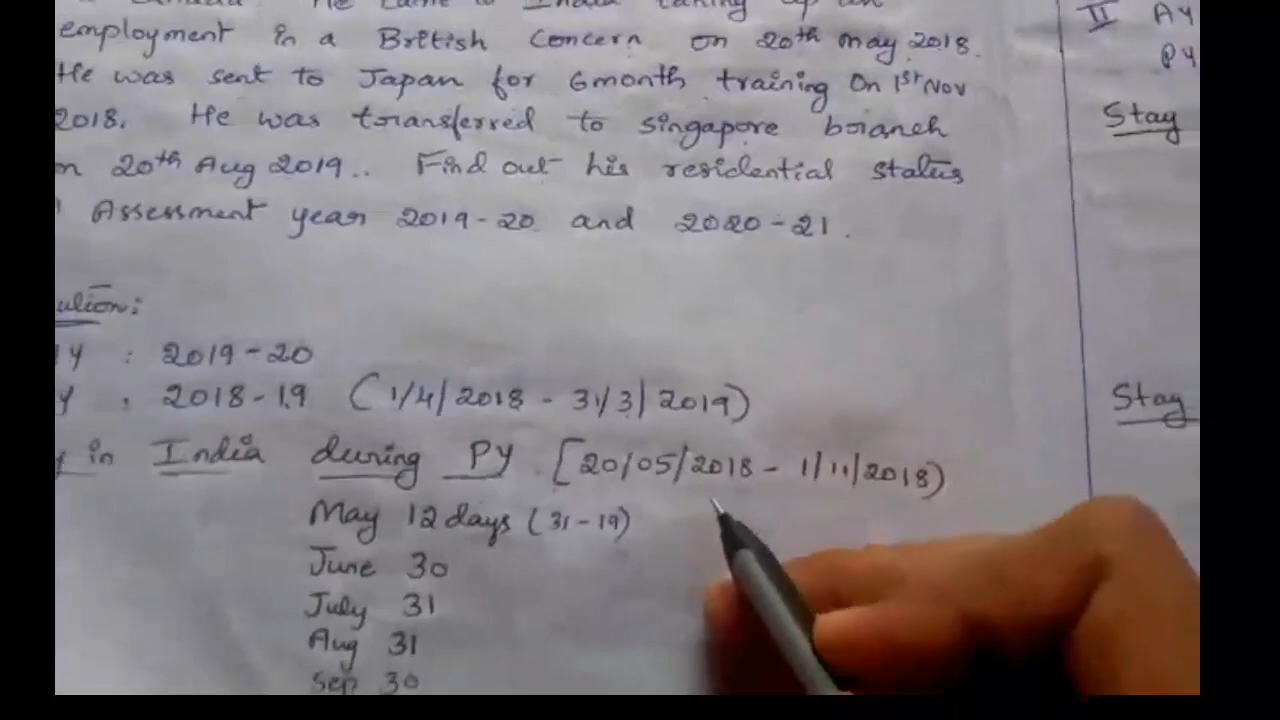 employment in a British concern on 20th may 2018.
He was sent to Japan for 6month training On 1st Nov
2018. He was transferred to singapore branch
20th Aug 2019.. Find out his residential status
Assessment year 2019-20 and 2020-21.
: 2019-20
: 2018-19 (1/4/2018 - 31/3/2019)
in India during PY [20/05/2018 - 1/11/2018)
May 12 days (31-19)
June 30
July 31
Aug 31
Sep 30
II AY
PY
Stay
Stay